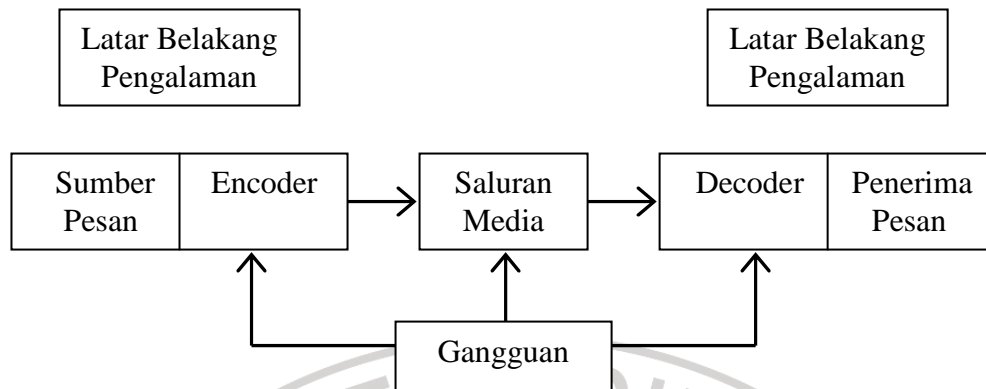 Latar Belakang
Pengalaman
Latar Belakang
Pengalaman
Sumber
Pesan
Encoder
Saluran
Media
Decoder
Penerima
Pesan
Gangguan